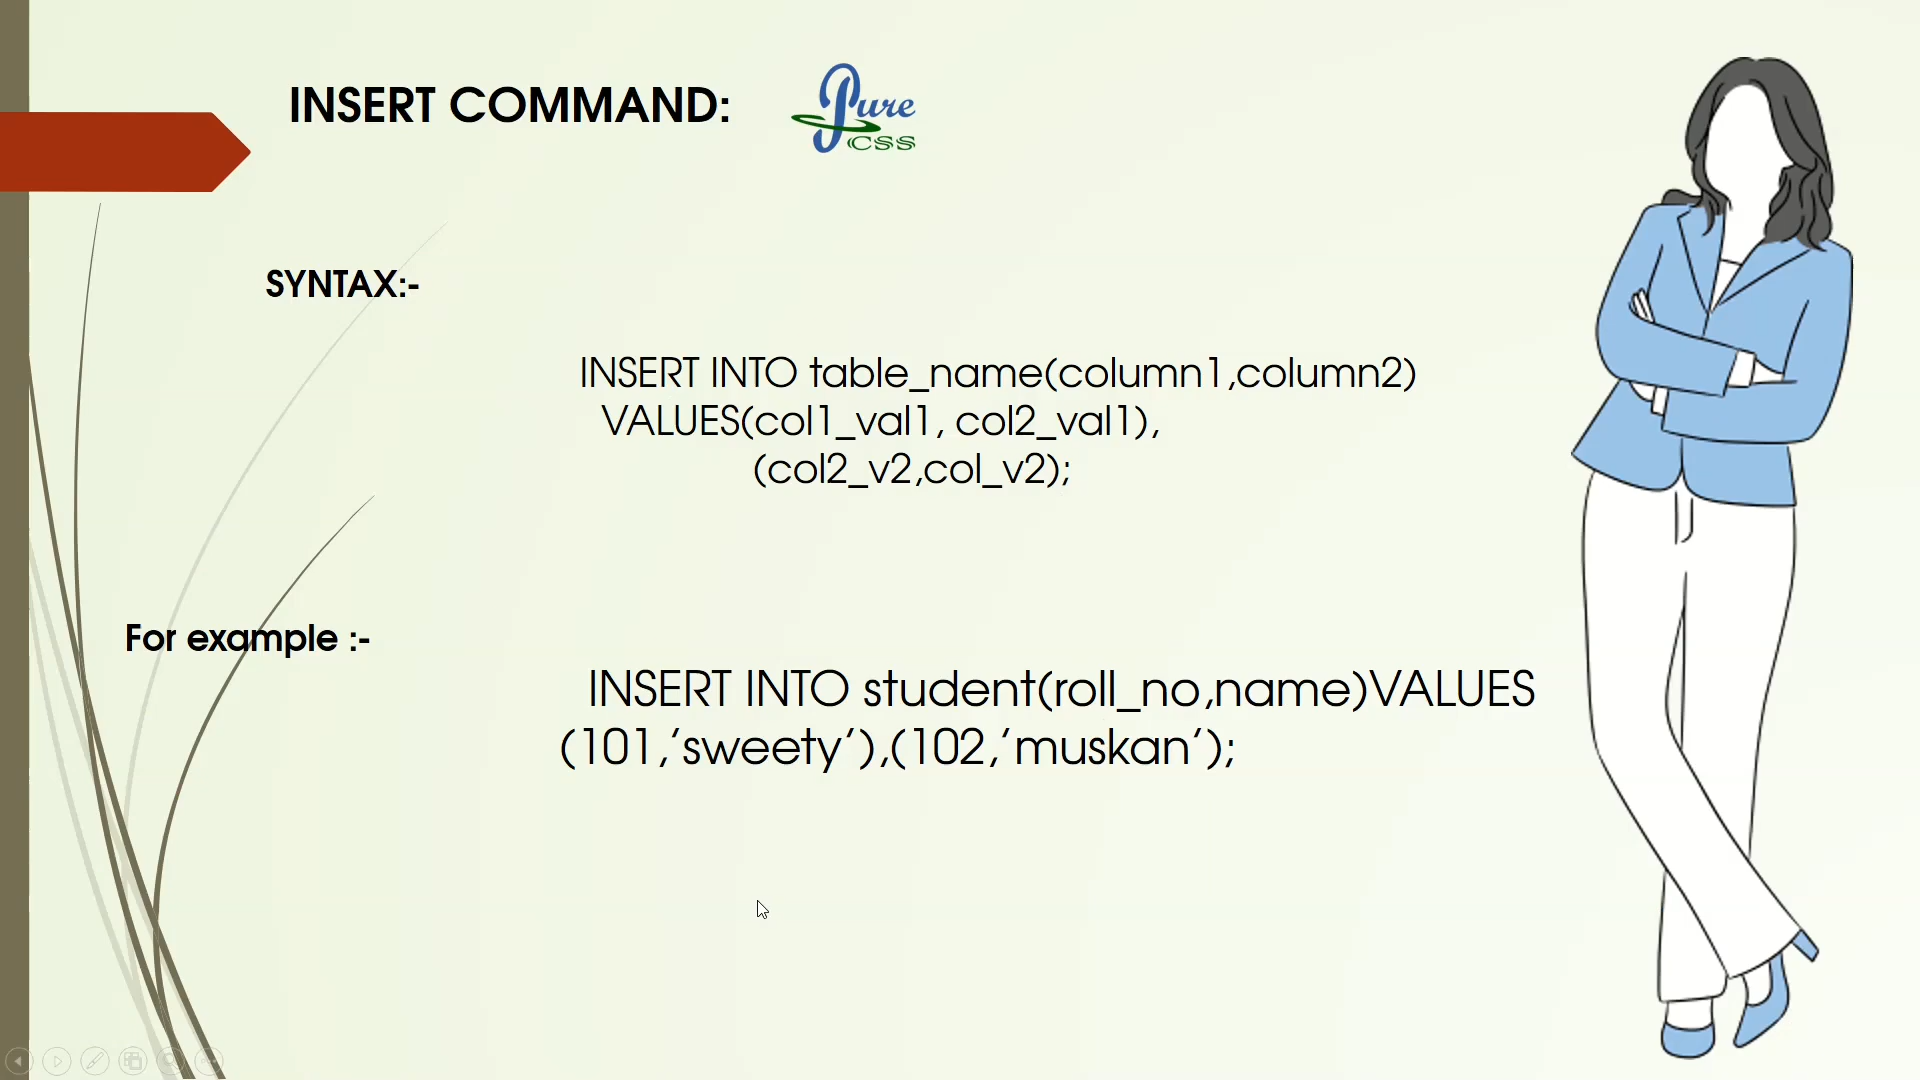 INSERT COMMAND:
Pure
CSS
SYNTAX:-
INSERT INTO table_name(column1,column2)
VALUES(col1_val1, col2_val1),
(col2_v2,col_v2);
For example :-
INSERT INTO student(roll_no,name)VALUES
(101,’sweety’),(102,’muskan’);